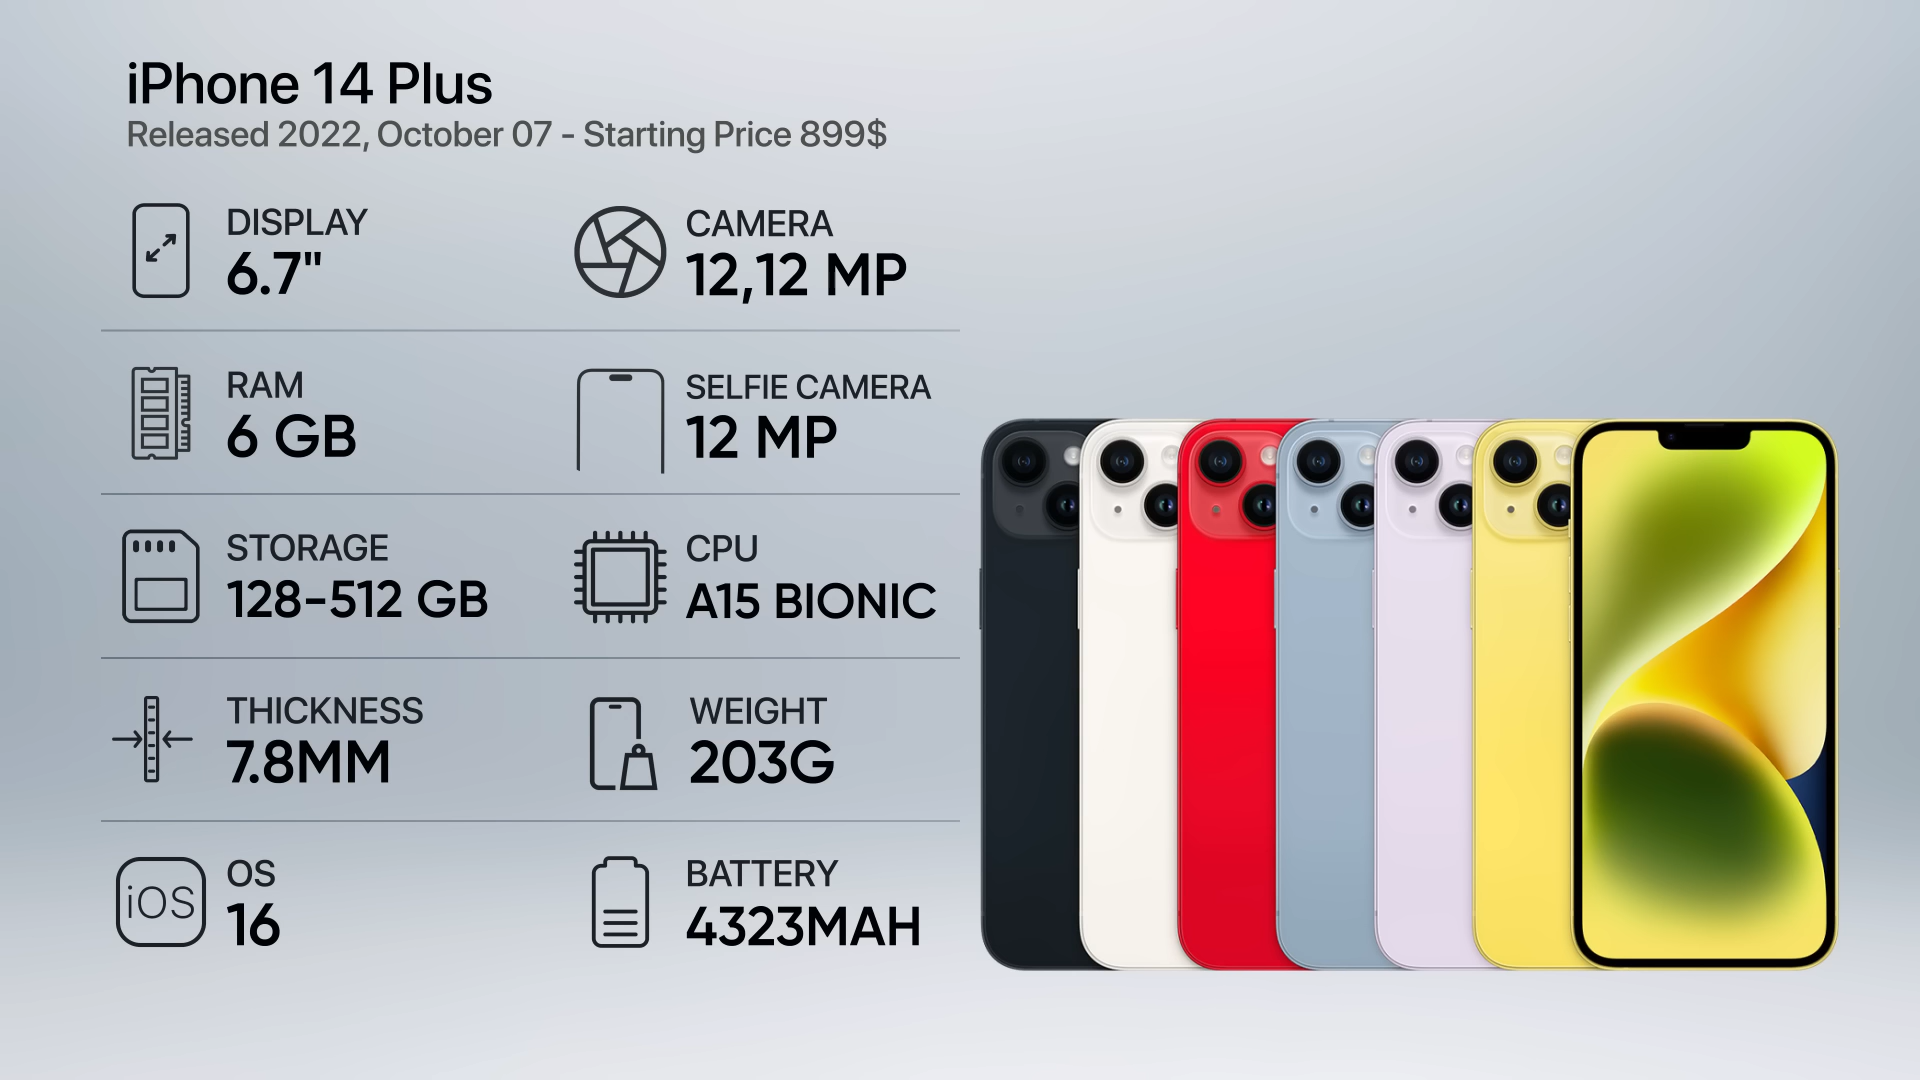 iPhone 14 Plus
Released 2022, October 07 - Starting Price 899$
DISPLAY
6.7"
CAMERA
12,12 MP
RAM
6 GB
SELFIE CAMERA
12 MP
STORAGE
128-512 GB
CPU
A15 BIONIC
THICKNESS
7.8MM
WEIGHT
203G
iOS
OS
16
BATTERY
4323MAH